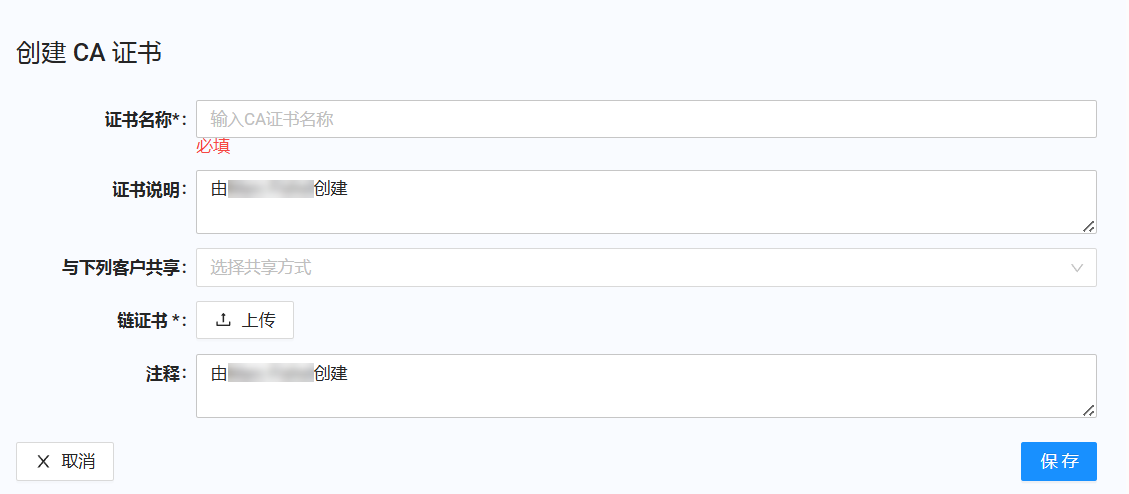 创建 CA 证书
证书名称*: 输入CA证书名称
必填
证书说明: 由创建
与下列客户共享: 选择共享方式
链证书 *: 上传
注释: 由创建
取消 保存